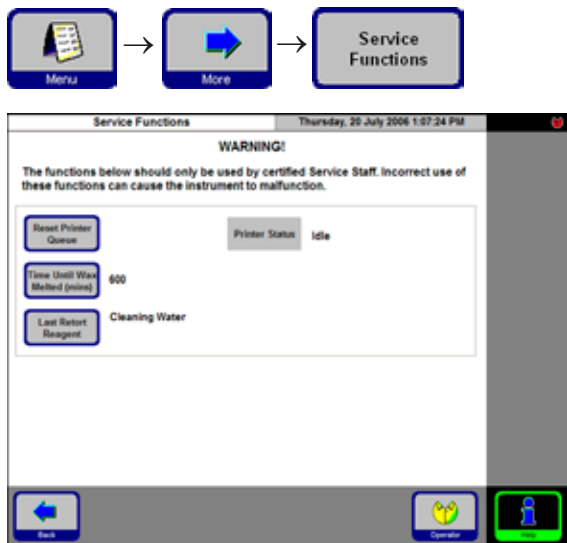 Menu
More
Service
Functions
Service Functions
Thursday, 20 July 2006 1:07:24 PM
WARNING!
The functions below should only be used by certified Service Staff. Incorrect use of
these functions can cause the instrument to malfunction.
Reset Printer
Queue
Printer Status
Idle
Time Until Wax
Melted (mins)
600
Last Retort
Reagent
Cleaning Water
Back
Operator
Help